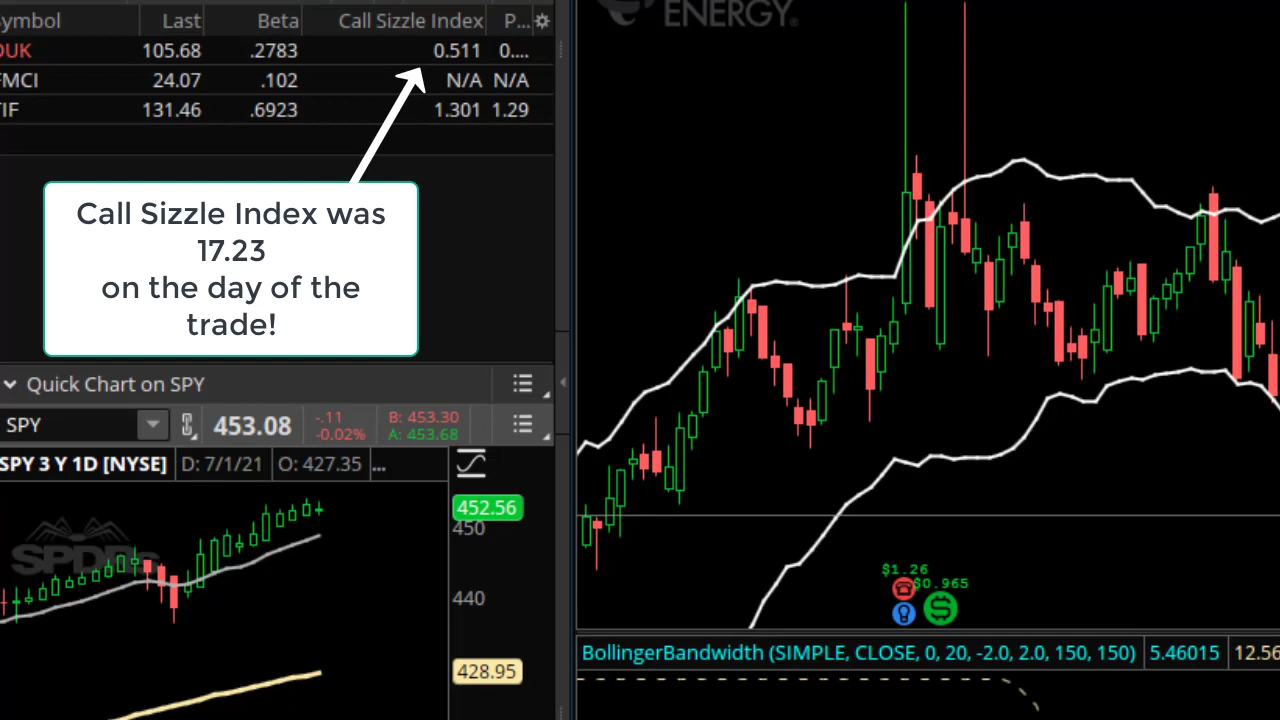 ymbol Last Beta Call Sizzle Index P...
DUK 105.68 .2783 0.511 0....
FMCI 24.07 .102 N/A N/A
TIF 131.46 .6923 1.301 1.29
Call Sizzle Index was
17.23
on the day of the
trade!
Quick Chart on SPY
SPY 453.08 -.11 B: 453.30
-0.02% A: 453.68
SPY 3 Y 1D [NYSE] D: 7/1/21 O: 427.35 ...
452.56
450
SPDRs
440
428.95
ENERGY®
$1.26
$0.965
BollingerBandwidth (SIMPLE, CLOSE, 0, 20, -2.0, 2.0, 150, 150) 5.46015 12.56